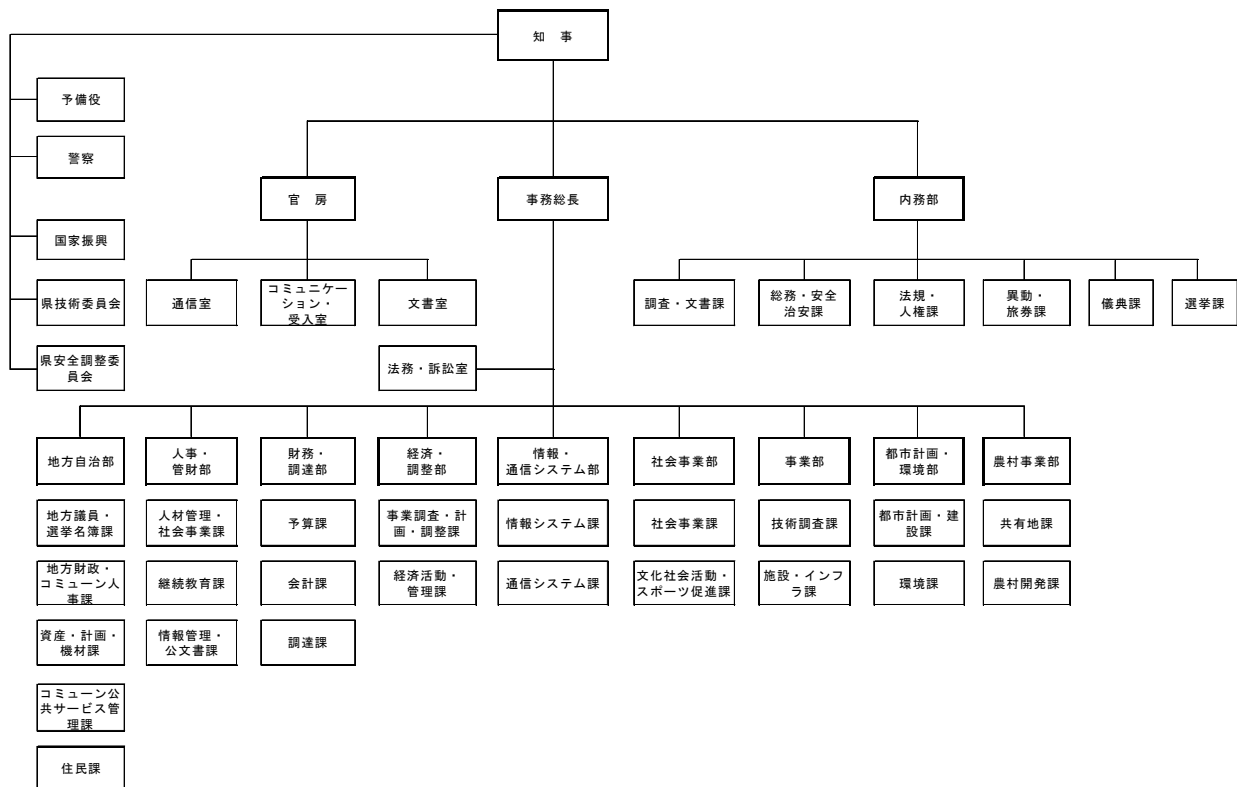 知　事
予備役
警察
国家振興
県技術委員会
県安全調整委
員会
官　房
事務総長
内務部
通信室
コミュニケー
ション・
受入室
文書室
調査・文書課
総務・安全
治安課
法規・
人権課
異動・
旅券課
儀典課
選挙課
法務・訴訟室
地方自治部
人事・
管財部
財務・
調達部
経済・
調整部
情報・
通信システム部
社会事業部
事業部
都市計画・
環境部
農村事業部
地方議員・
選挙名簿課
人材管理・
社会事業課
予算課
事業調査・計
画・調整課
情報システム課
社会事業課
技術調査課
都市計画・建
設課
共有地課
地方財政・
コミューン人
事課
継続教育課
会計課
経済活動・
管理課
通信システム課
文化社会活動・
スポーツ促進課
施設・インフ
ラ課
環境課
農村開発課
資産・計画・
機材課
情報管理・
公文書課
調達課
コミューン公
共サービス管
理課
住民課